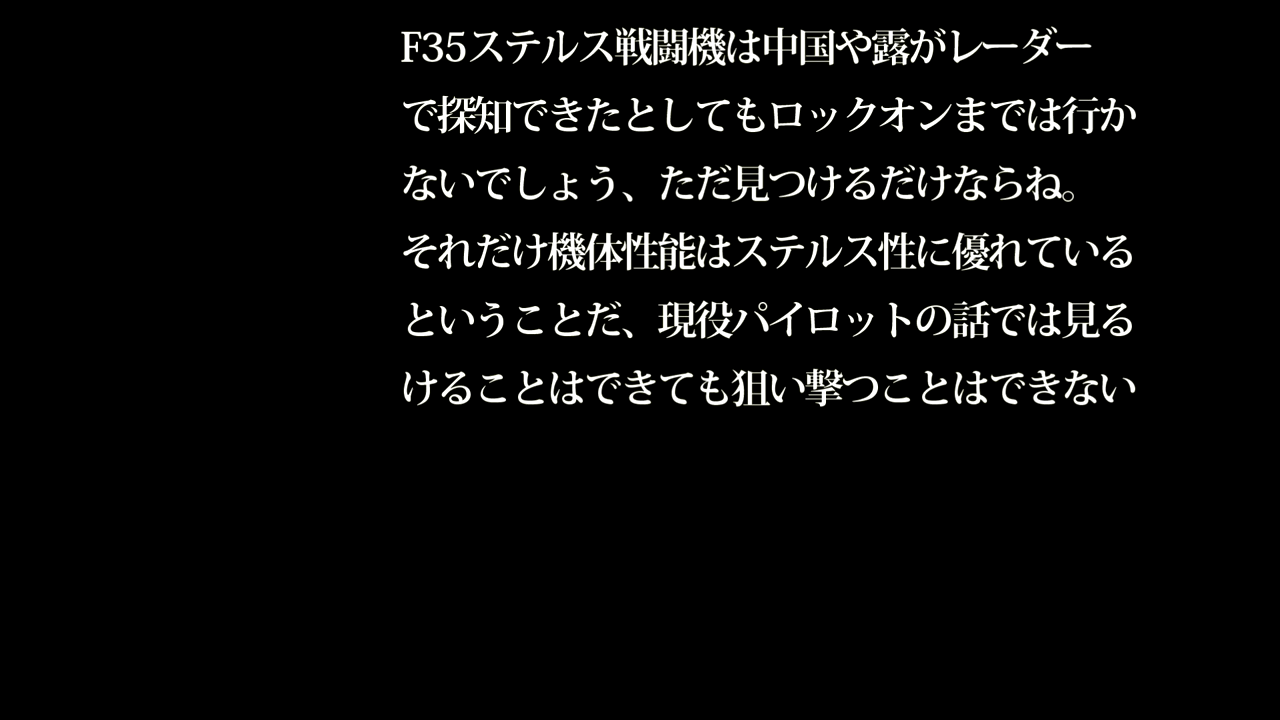 F35ステルス戦闘機は中国や露がレーダー
で探知できたとしてもロックオンまでは行か
ないでしょう、ただ見つけるだけならね。
それだけ機体性能はステルス性に優れている
ということだ、現役パイロットの話では見る
けることはできても狙い撃つことはできない